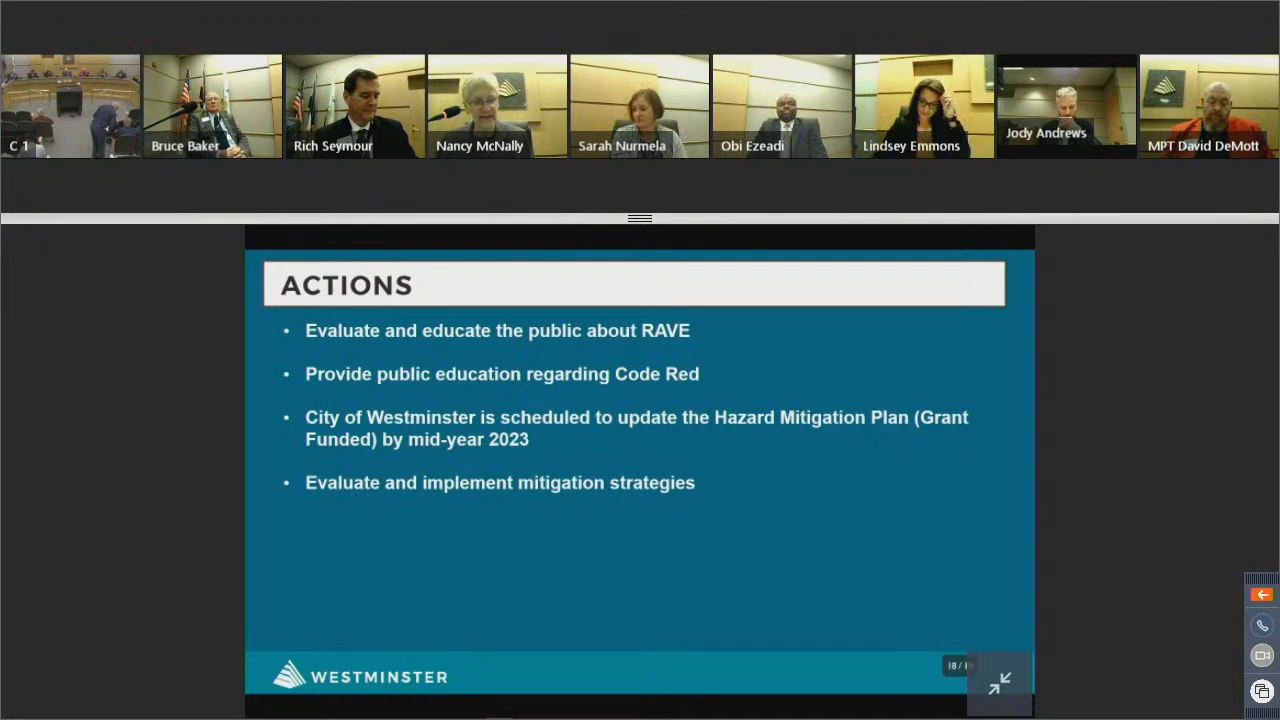 C 1
Bruce Baker
Rich Seymour
Nancy McNally
Sarah Nurmela
Obi Ezeadi
Lindsey Emmons
Jody Andrews
MPT David DeMott
ACTIONS
• Evaluate and educate the public about RAVE
• Provide public education regarding Code Red
• City of Westminster is scheduled to update the Hazard Mitigation Plan (Grant
Funded) by mid-year 2023
• Evaluate and implement mitigation strategies
WESTMINSTER
18 /